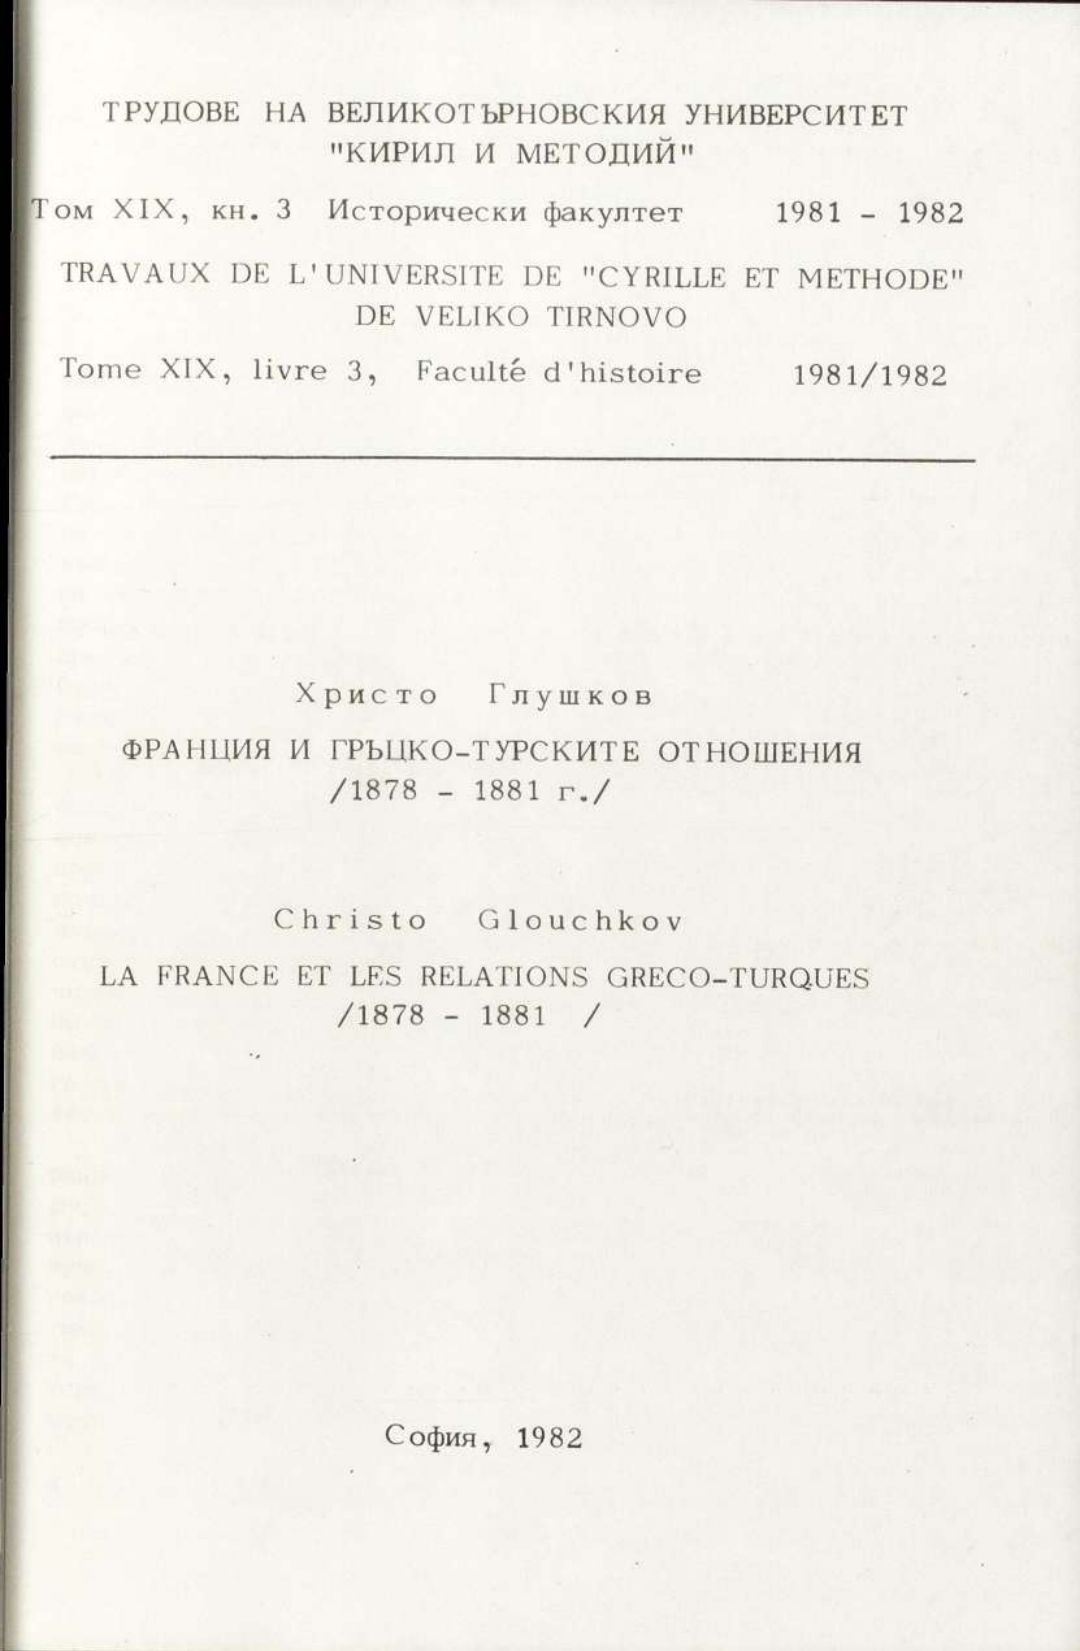 ТРУДОВЕ НА ВЕЛИКОТЪРНОВСКИЯ УНИВЕРСИТЕТ
"КИРИЛ И МЕТОДИЙ"
Том XIX, кн. 3 Исторически факултет 1981 - 1982
TRAVAUX DE L'UNIVERSITE DE "CYRILLE ET METHODE"
DE VELIKO TIRNOVO
Tome XIX, livre 3, Faculté d'histoire 1981/1982
Христо Глушков
ФРАНЦИЯ И ГРЪЦКО-ТУРСКИТЕ ОТНОШЕНИЯ
/1878 - 1881 г./
Christo Glouchkov
LA FRANCE ET LES RELATIONS GRECO-TURQUES
/1878 - 1881 /
София, 1982